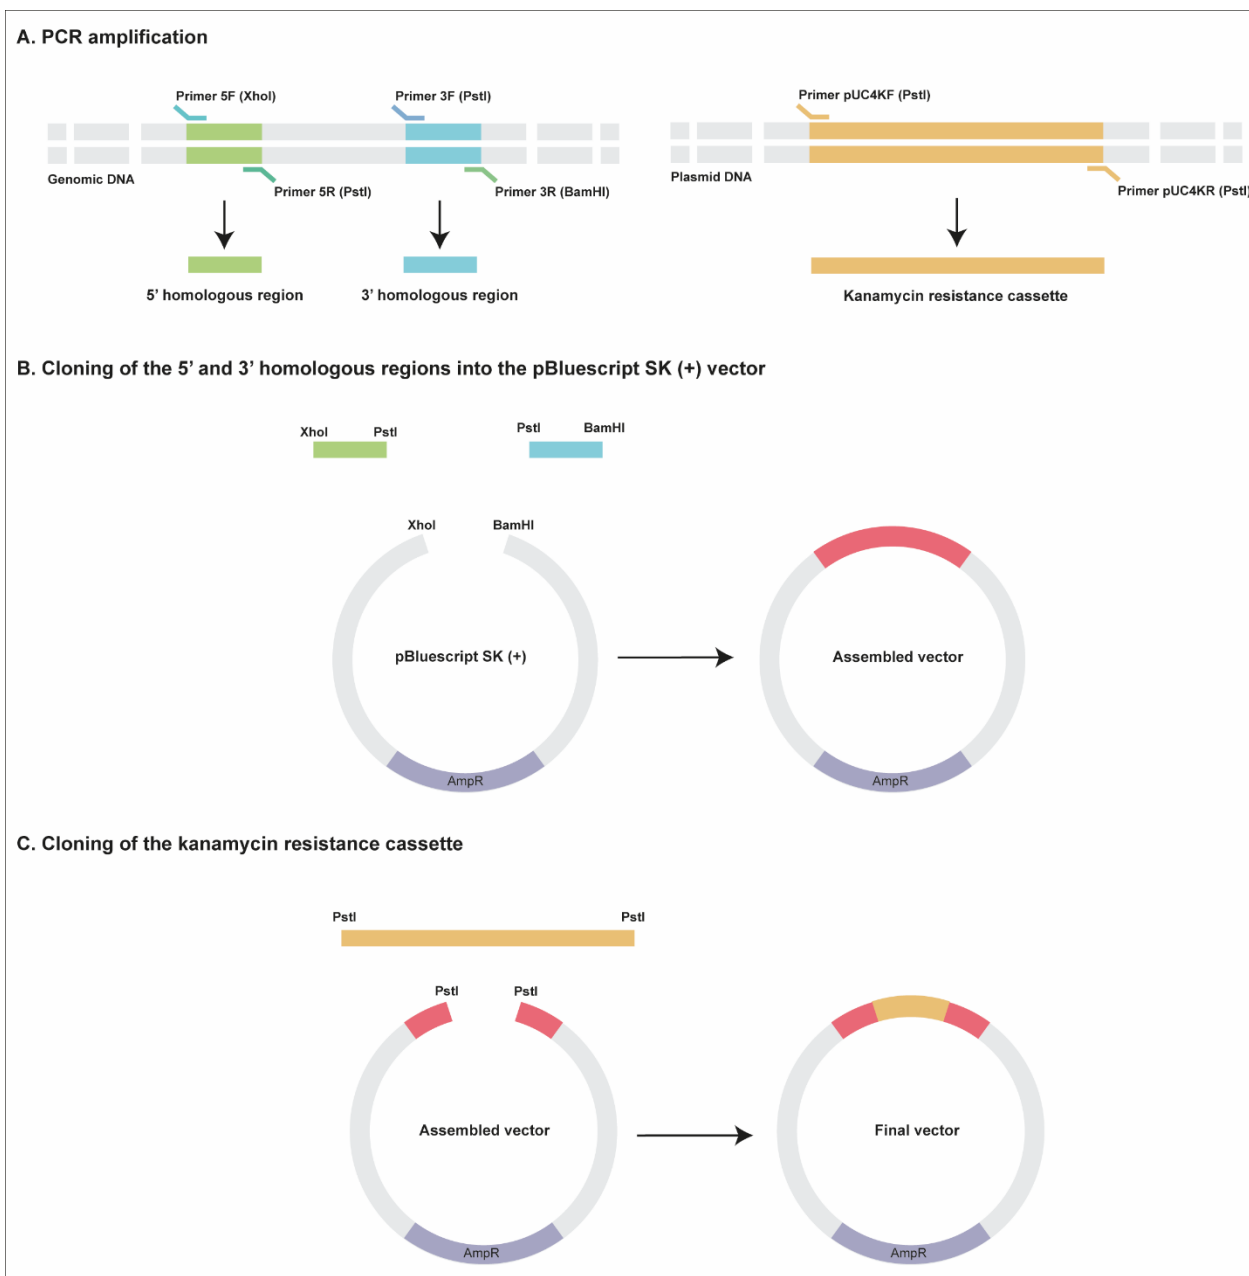 A. PCR amplification
Primer 5F (XhoI)
Primer 3F (PstI)
Primer pUC4KF (PstI)
Genomic DNA
Primer 5R (PstI)
Primer 3R (BamHI)
Plasmid DNA
Primer pUC4KR (PstI)
5’ homologous region
3’ homologous region
Kanamycin resistance cassette
B. Cloning of the 5’ and 3’ homologous regions into the pBluescript SK (+) vector
XhoI
PstI
PstI
BamHI
XhoI
BamHI
pBluescript SK (+)
Assembled vector
AmpR
AmpR
C. Cloning of the kanamycin resistance cassette
PstI
PstI
PstI
PstI
Assembled vector
Final vector
AmpR
AmpR